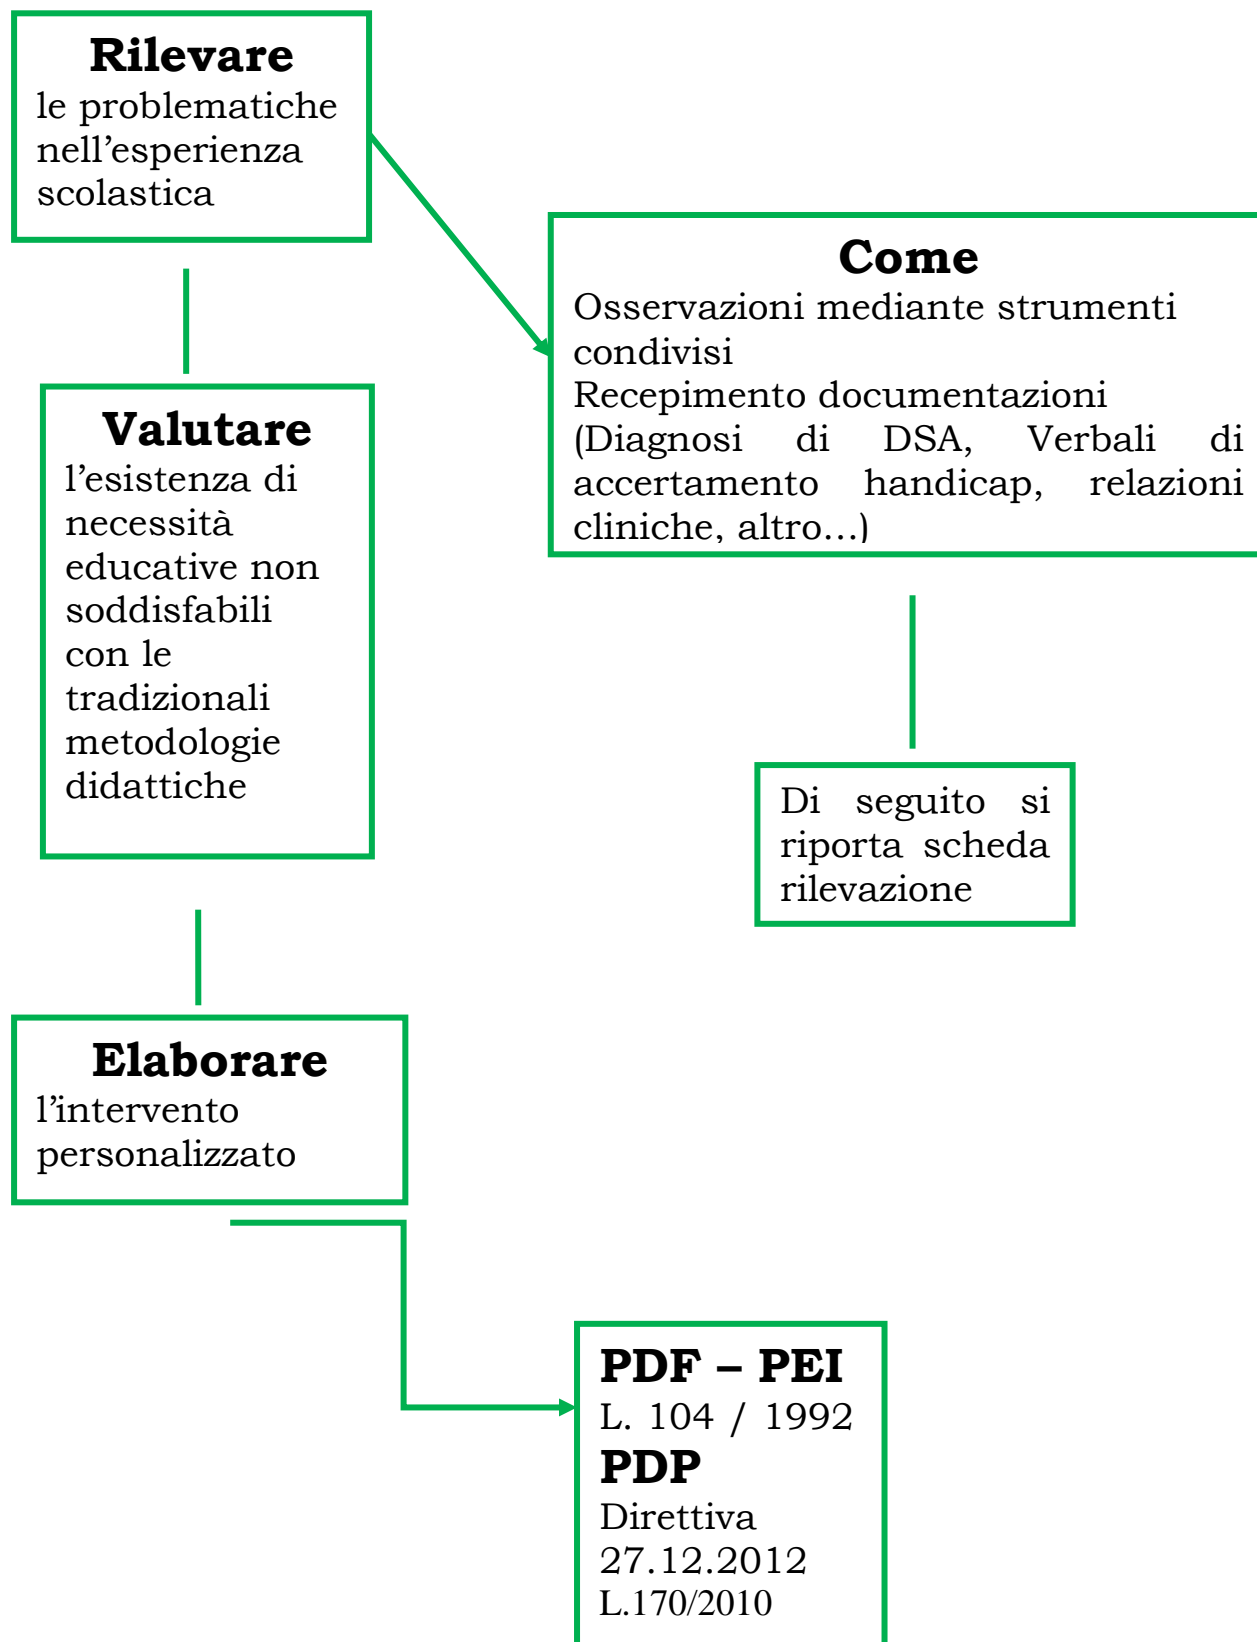 Rilevare
le problematiche
nell’esperienza
scolastica
Come
Osservazioni mediante strumenti
condivisi
Recepimento documentazioni
(Diagnosi di DSA, Verbali di
accertamento handicap, relazioni
cliniche, altro…)
Valutare
l’esistenza di
necessità
educative non
soddisfabili
con le
tradizionali
metodologie
didattiche
Di seguito si
riporta scheda
rilevazione
Elaborare
l’intervento
personalizzato
PDF – PEI
L. 104 / 1992
PDP
Direttiva
27.12.2012
L.170/2010